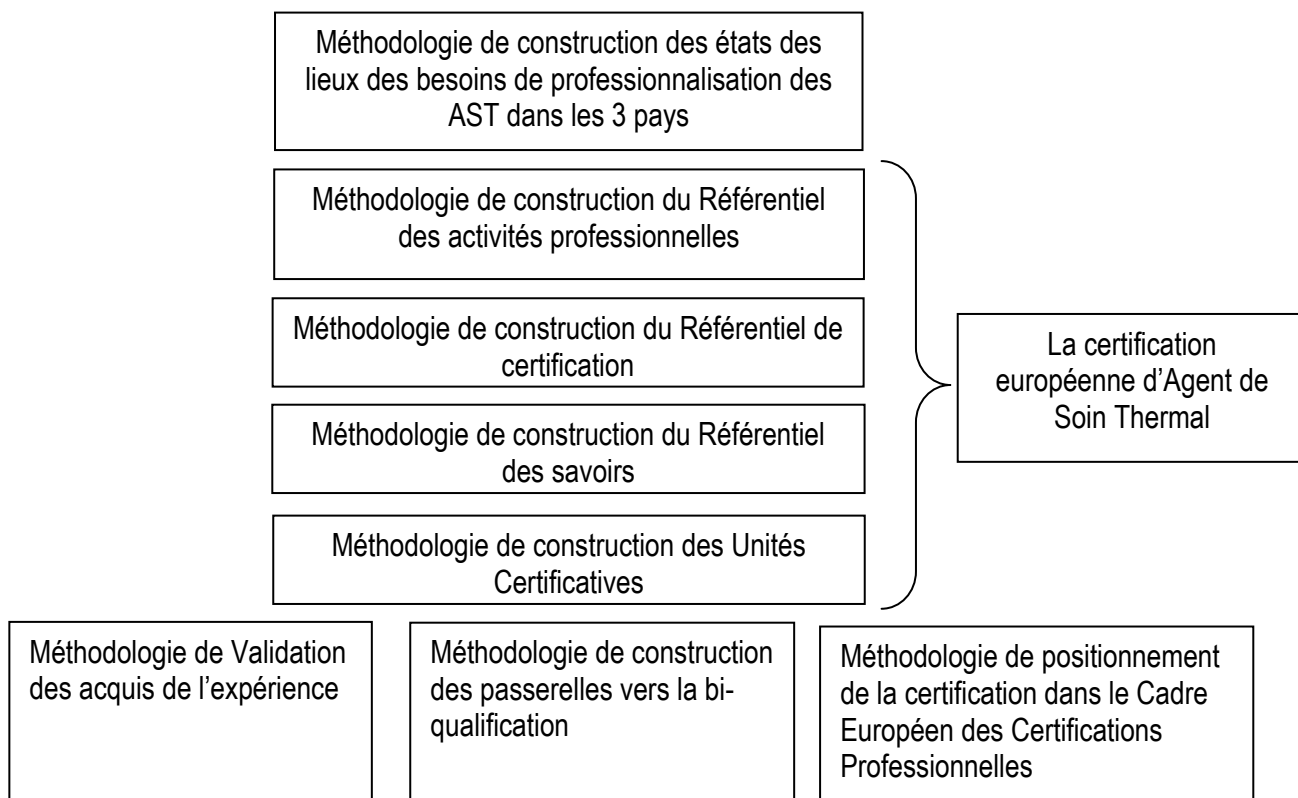 Méthodologie de construction des états des
lieux des besoins de professionnalisation des
AST dans les 3 pays
Méthodologie de construction du Référentiel
des activités professionnelles
Méthodologie de construction du Référentiel de
certification
Méthodologie de construction du Référentiel
des savoirs
Méthodologie de construction des Unités
Certificatives
La certification
européenne d’Agent de
Soin Thermal
Méthodologie de Validation
des acquis de l’expérience
Méthodologie de construction
des passerelles vers la bi-
qualification
Méthodologie de positionnement
de la certification dans le Cadre
Européen des Certifications
Professionnelles